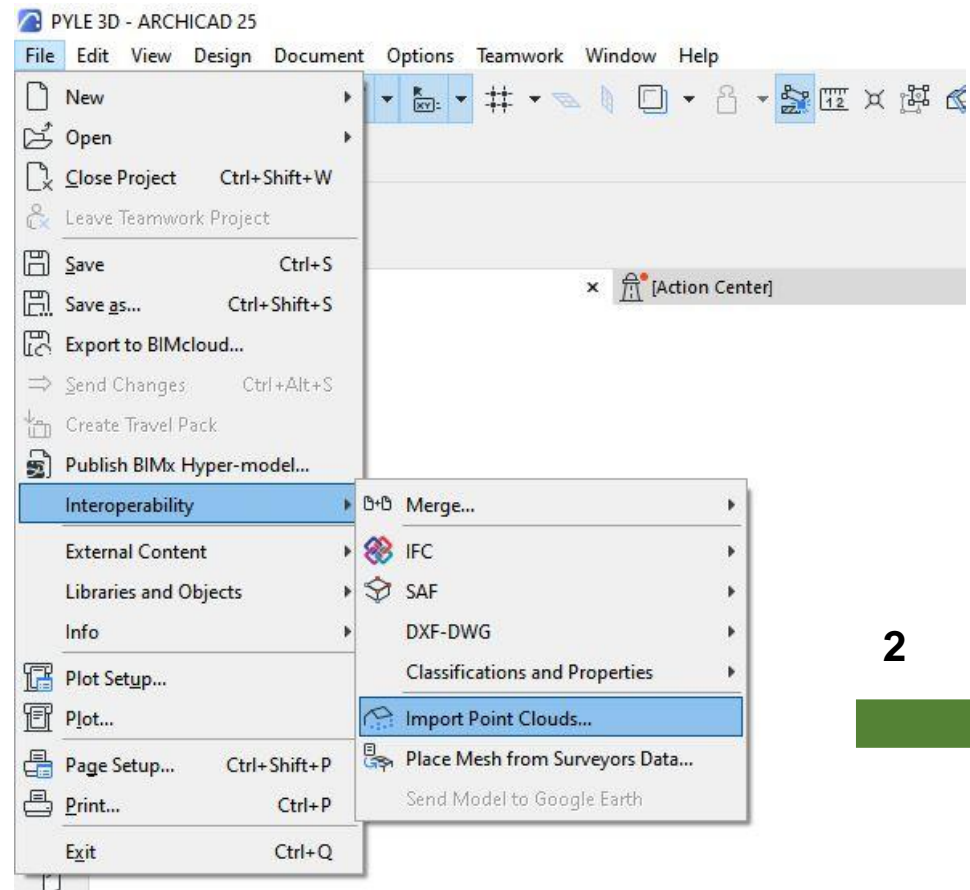 PYLE 3D - ARCHICAD 25
File Edit View Design Document Options Teamwork Window Help
XY:
12
New
Open
Close Project Ctrl+Shift+W
Leave Teamwork Project
Save Ctrl+S
[Action Center]
Save as... Ctrl+Shift+S
Export to BIMcloud...
Send Changes Ctrl+Alt+S
Create Travel Pack
Publish BIMx Hyper-model...
Interoperability
Merge...
External Content
IFC
Libraries and Objects
SAF
Info
DXF-DWG
2
Classifications and Properties
Plot Setup...
Plot...
Import Point Clouds...
Page Setup... Ctrl+Shift+P
Place Mesh from Surveyors Data...
Print... Ctrl+P
Send Model to Google Earth
Exit Ctrl+Q